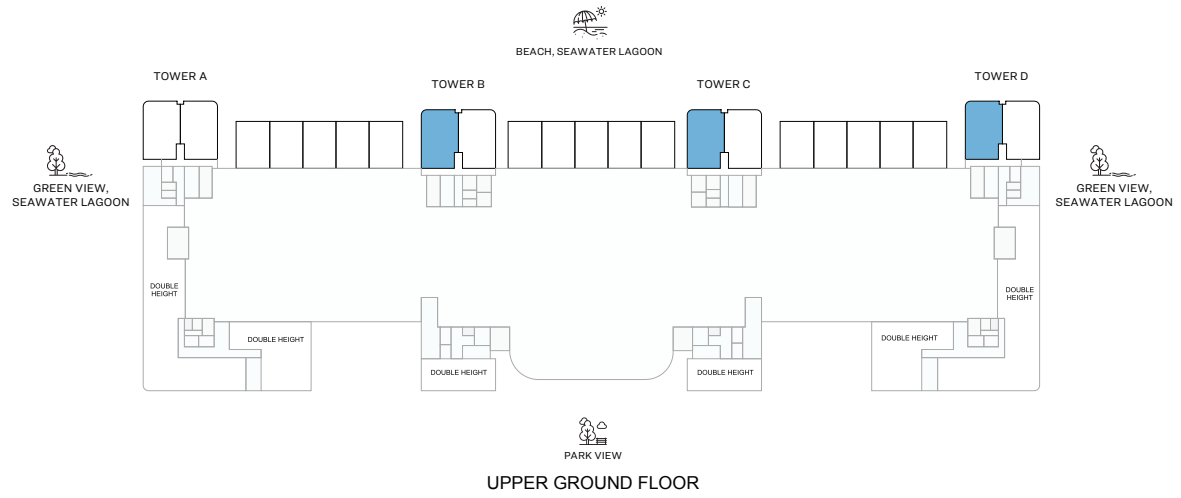 BEACH, SEAWATER LAGOON
TOWER A
TOWER B
TOWER C
TOWER D
GREEN VIEW,
SEAWATER LAGOON
GREEN VIEW,
SEAWATER LAGOON
DOUBLE
HEIGHT
DOUBLE
HEIGHT
DOUBLE HEIGHT
DOUBLE HEIGHT
DOUBLE HEIGHT
DOUBLE HEIGHT
PARK VIEW
UPPER GROUND FLOOR